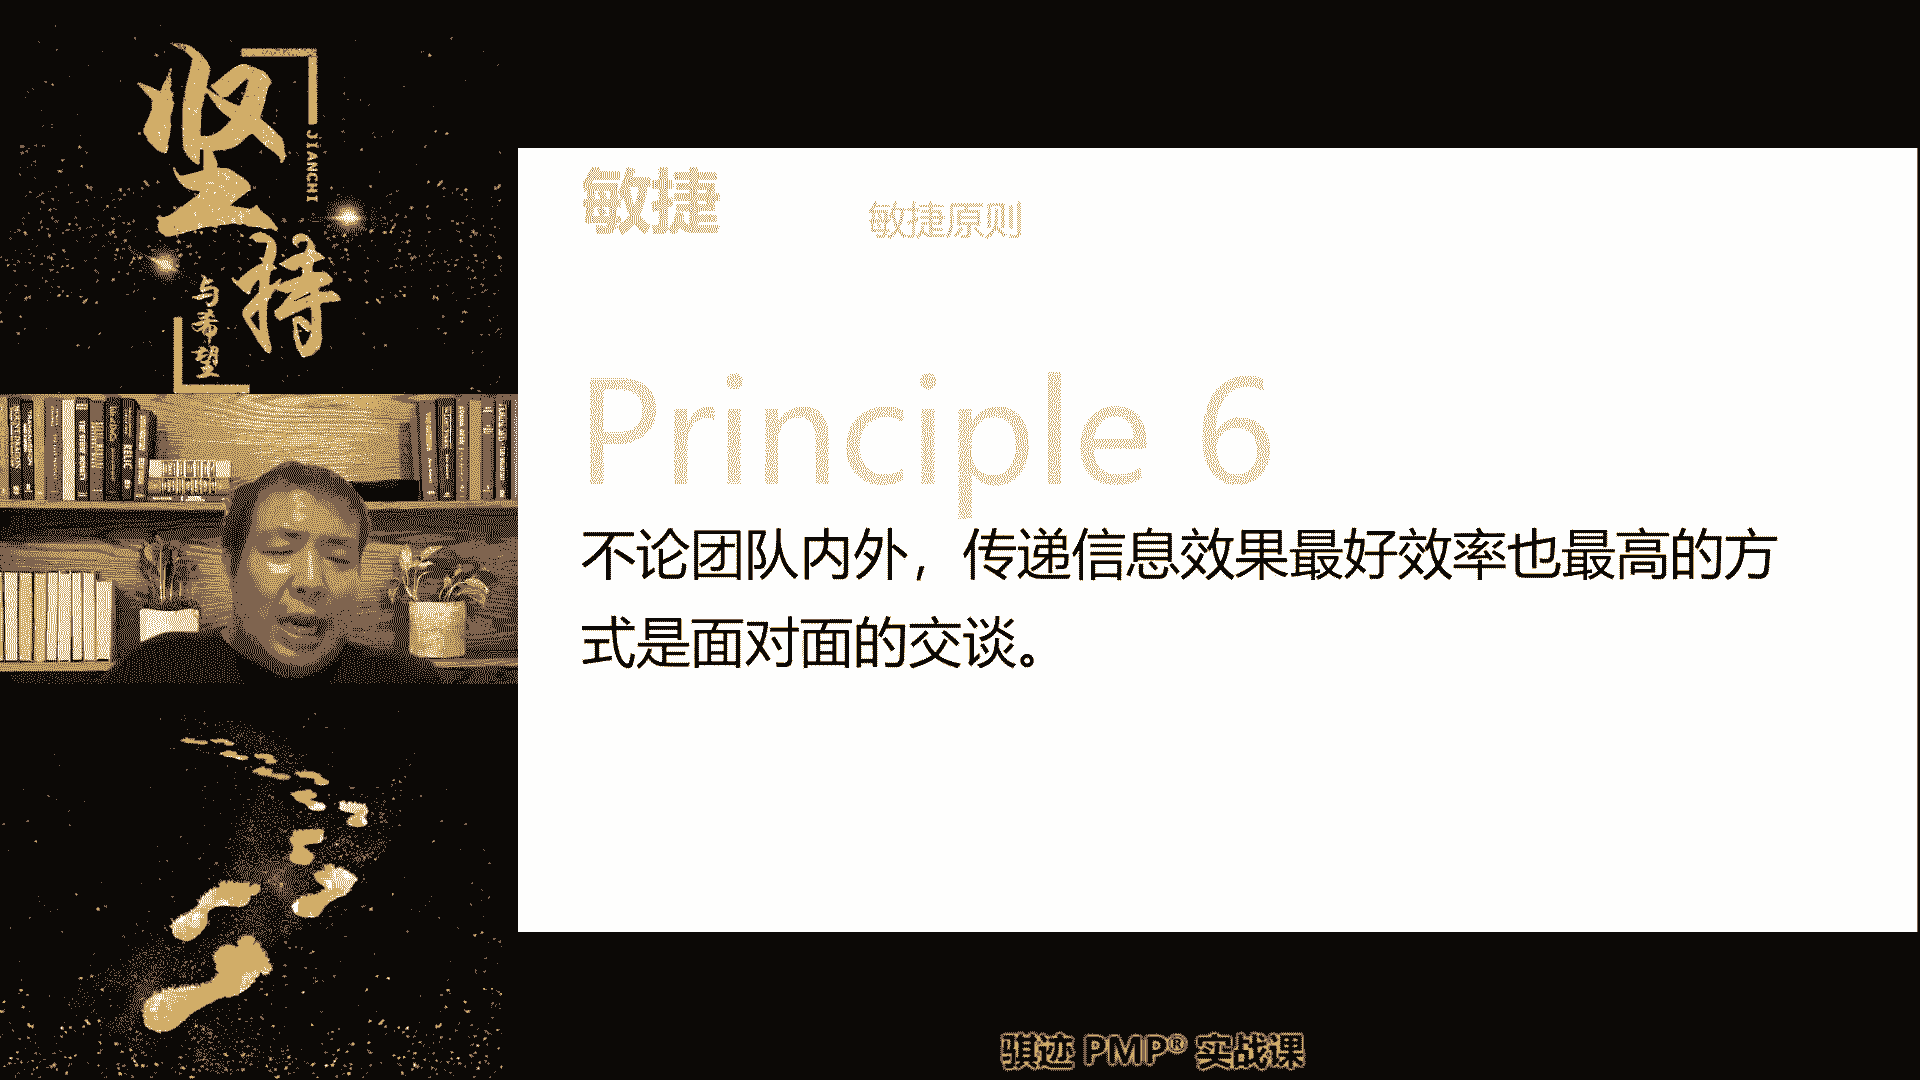 坚持
JIANCHI
与希望
敏捷
敏捷原则
Principle 6
不论团队内外，传递信息效果最好效率也最高的方
式是面对面的交谈。
骐迹 PMP® 实战课